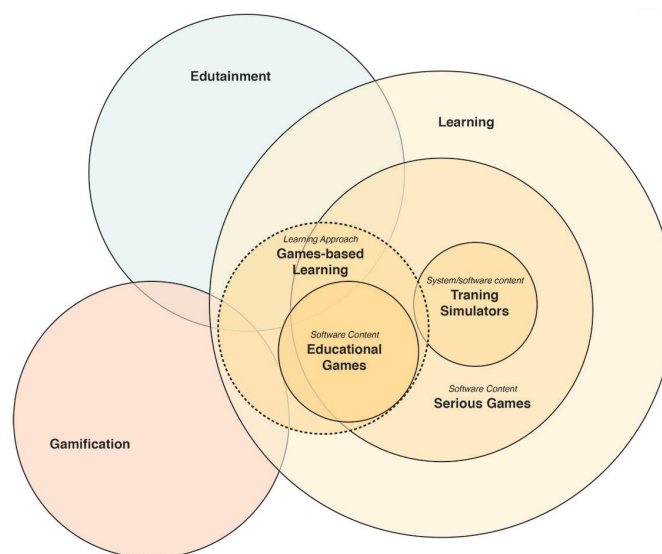 Edutainment
Learning
Learning Approach
Games-based
Learning
System/software content
Traning
Simulators
Software Content
Educational
Games
Software Content
Serious Games
Gamification